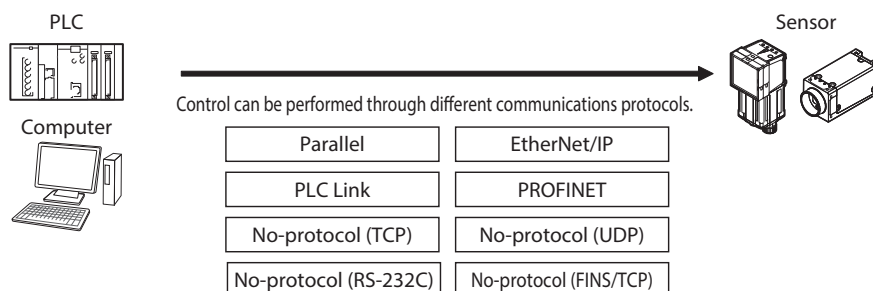 PLC
Sensor
Control can be performed through different communications protocols.
Computer
Parallel
EtherNet/IP
PLC Link
PROFINET
No-protocol (TCP)
No-protocol (UDP)
No-protocol (RS-232C)
No-protocol (FINS/TCP)